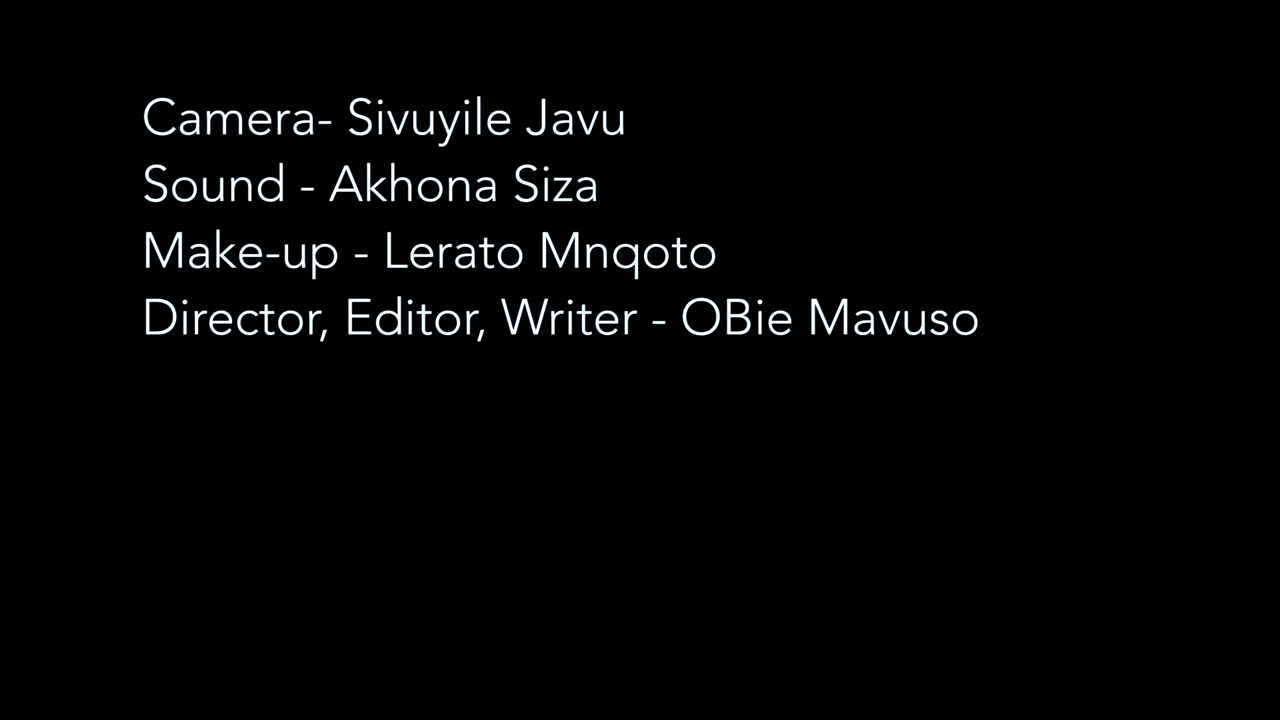 Camera- Sivuyile Javu
Sound - Akhona Siza
Make-up - Lerato Mnqoto
Director, Editor, Writer - OBie Mavuso